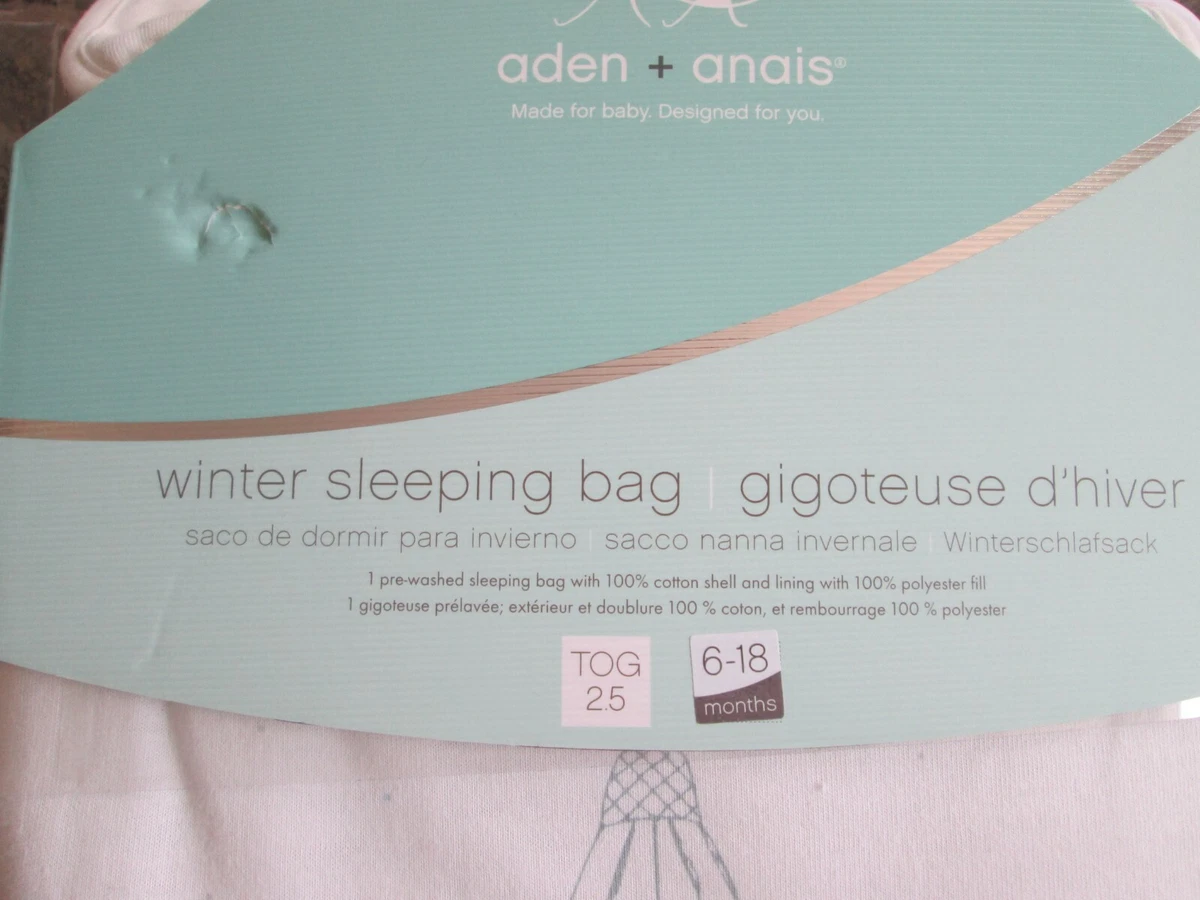 aden + anais®
Made for baby. Designed for you.
winter sleeping bag | gigoteuse d'hiver
saco de dormir para invierno | sacco nanna invernale | Winterschlafsack
1 pre-washed sleeping bag with 100% cotton shell and lining with 100% polyester fill
1 gigoteuse prélavée; extérieur et doublure 100 % coton, et rembourrage 100 % polyester
TOG
2.5
6-18
months